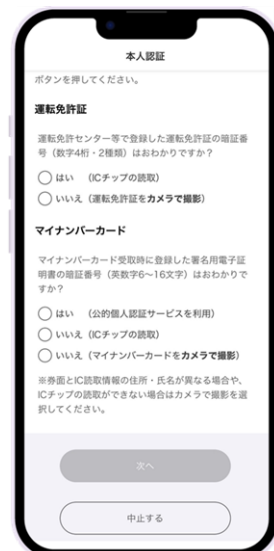 本人認証
ボタンを押してください。
運転免許証
運転免許センター等で登録した運転免許証の暗証番
号（数字4桁・2種類）はおわかりですか？
はい （ICチップの読取）
いいえ（運転免許証をカメラで撮影）
マイナンバーカード
マイナンバーカード受取時に登録した署名用電子証
明書の暗証番号（英数字6〜16文字）はおわかりで
すか？
はい （公的個人認証サービスを利用）
いいえ（ICチップの読取）
いいえ（マイナンバーカードをカメラで撮影）
※券面とIC読取情報の住所・氏名が異なる場合や、
ICチップの読取ができない場合はカメラで撮影を選
択してください。
次へ
中止する